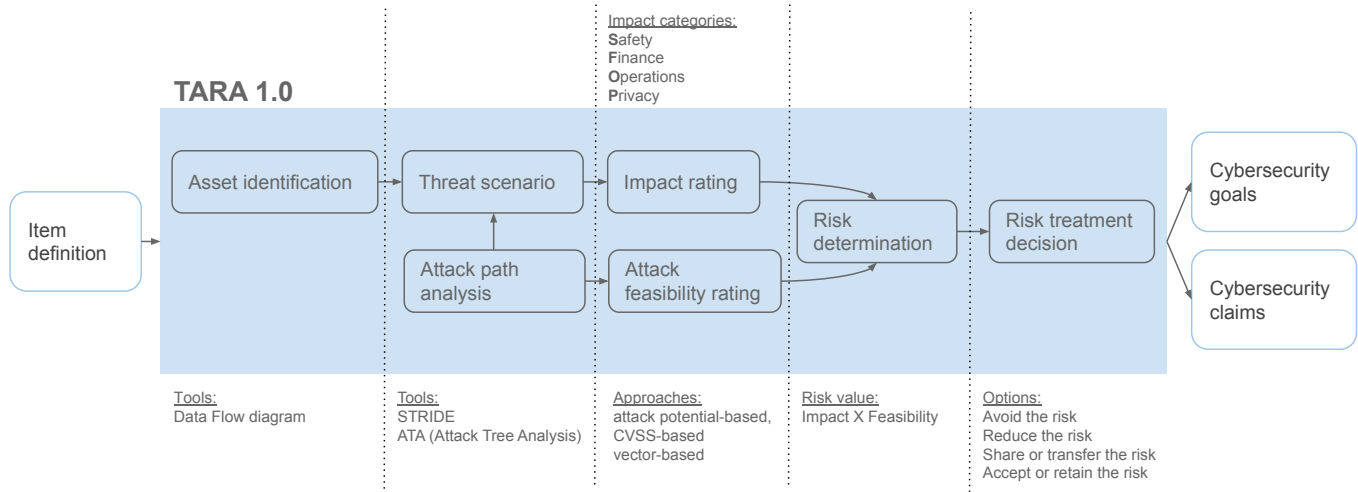 Impact categories:
Safety
Finance
Operations
Privacy
TARA 1.0
Asset identification
Threat scenario
Impact rating
Item
definition
Risk
determination
Risk treatment
decision
Attack path
analysis
Attack
feasibility rating
Cybersecurity
goals
Cybersecurity
claims
Tools:
Data Flow diagram
Tools:
STRIDE
ATA (Attack Tree Analysis)
Approaches:
attack potential-based,
CVSS-based
vector-based
Risk value:
Impact X Feasibility
Options:
Avoid the risk
Reduce the risk
Share or transfer the risk
Accept or retain the risk